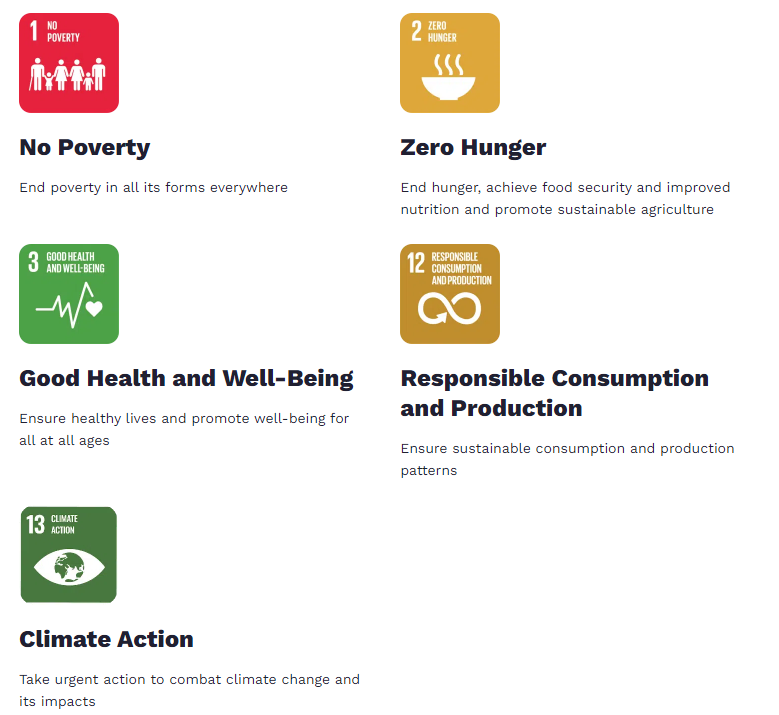 1 NO
POVERTY
No Poverty
End poverty in all its forms everywhere
2 ZERO
HUNGER
Zero Hunger
End hunger, achieve food security and improved
nutrition and promote sustainable agriculture
3 GOOD HEALTH
AND WELL-BEING
Good Health and Well-Being
Ensure healthy lives and promote well-being for
all at all ages
12 RESPONSIBLE
CONSUMPTION
AND PRODUCTION
Responsible Consumption
and Production
Ensure sustainable consumption and production
patterns
13 CLIMATE
ACTION
Climate Action
Take urgent action to combat climate change and
its impacts